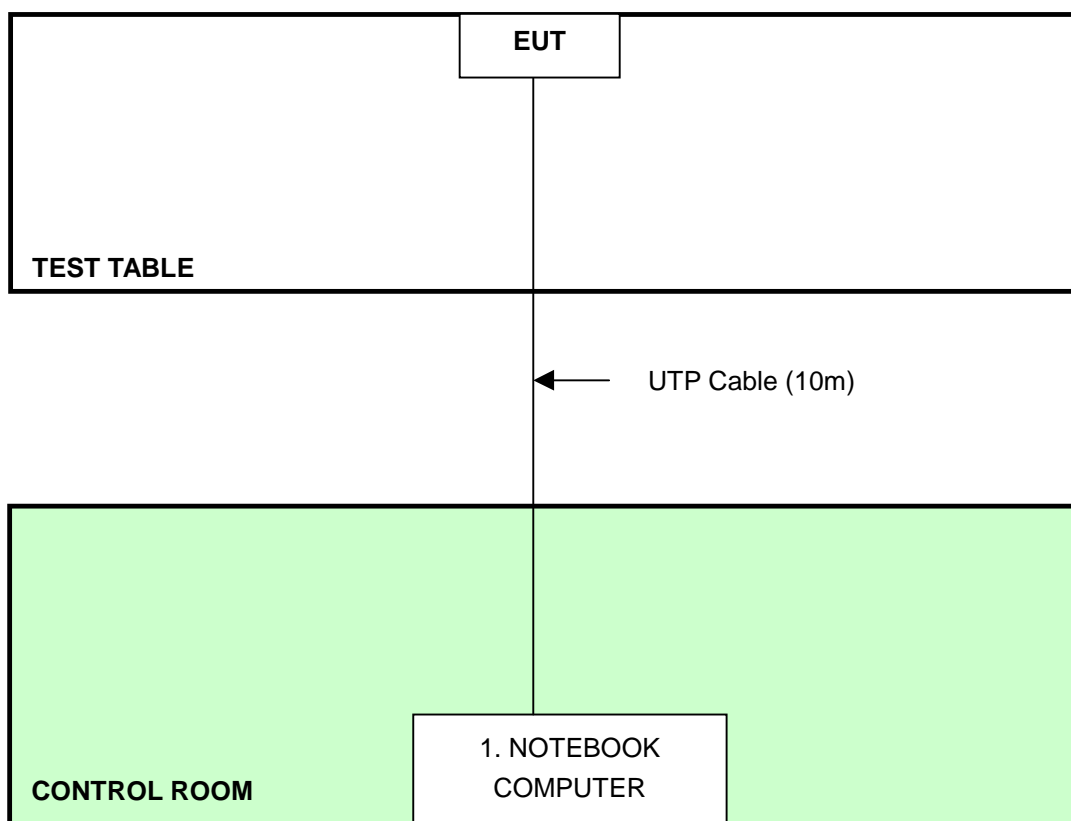 EUT
TEST TABLE
UTP Cable (10m)
1. NOTEBOOK
COMPUTER
CONTROL ROOM